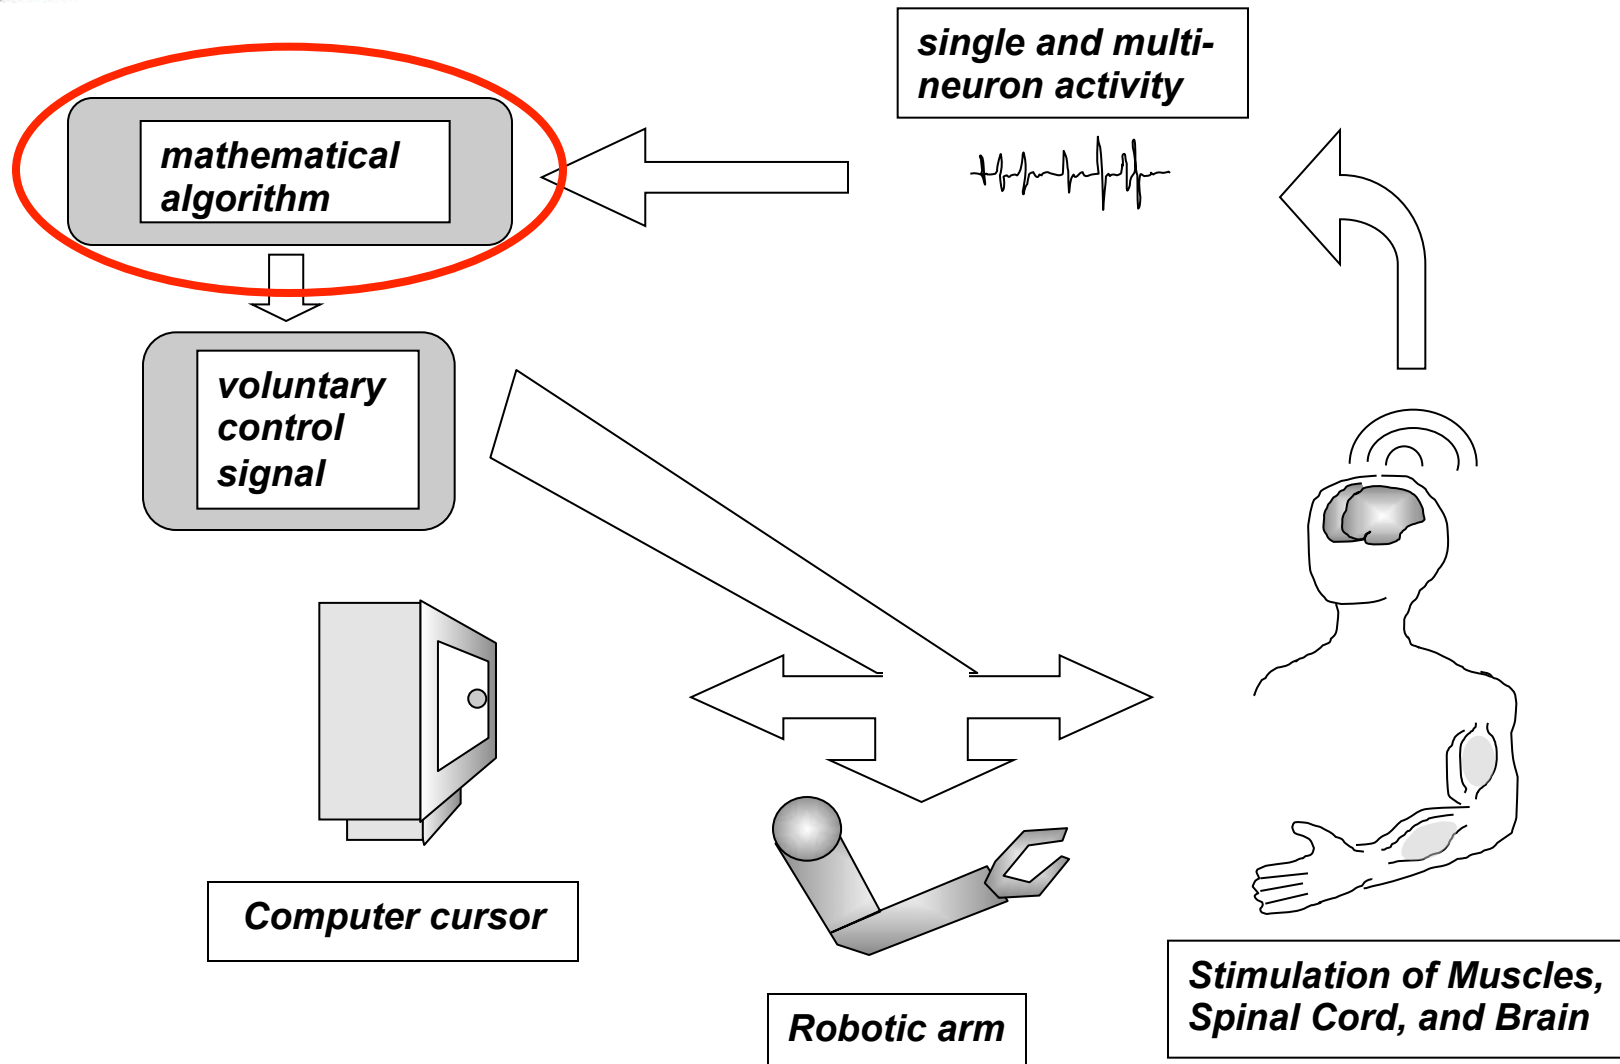 single and multi-
neuron activity
mathematical
algorithm
voluntary
control
signal
Computer cursor
Robotic arm
Stimulation of Muscles,
Spinal Cord, and Brain